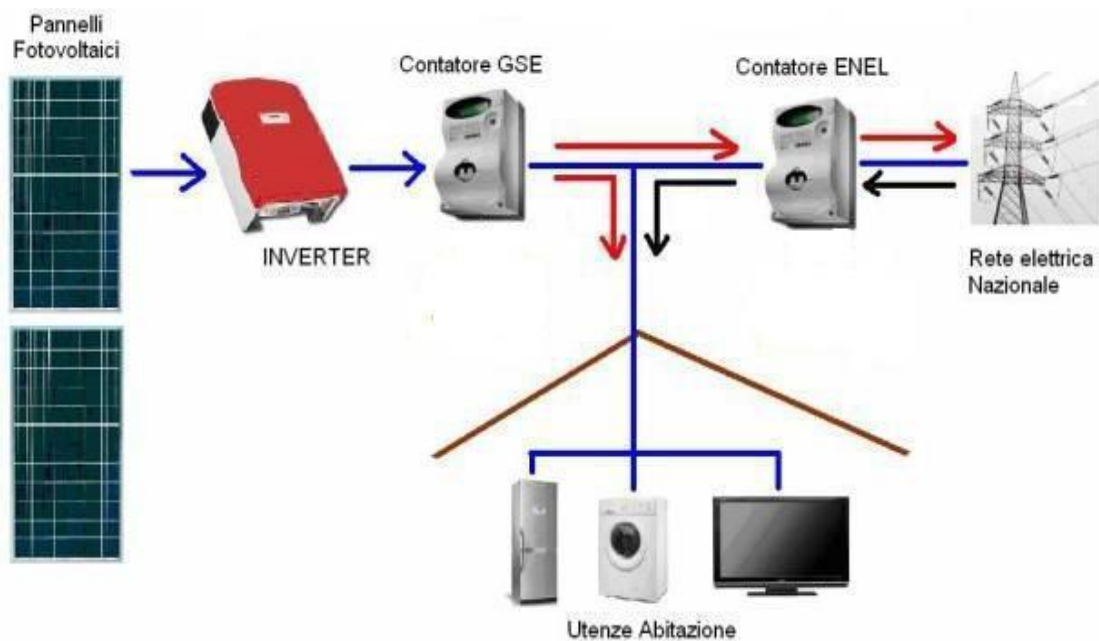 Pannelli
Fotovoltaici
Contatore GSE
Contatore ENEL
INVERTER
Rete elettrica
Nazionale
Utenze Abitazione